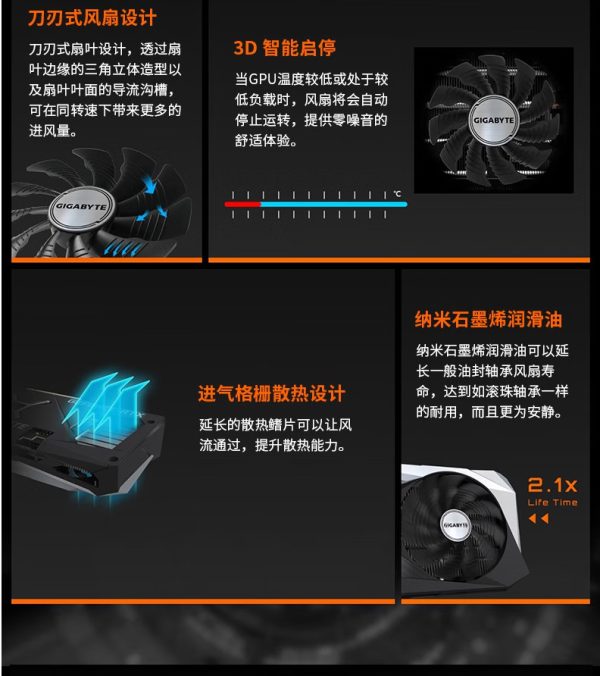 刀刃式风扇设计
刀刃式扇叶设计，透过扇
叶边缘的三角立体造型以
及扇叶叶面的导流沟槽，
可在同转速下带来更多的
进风量。
GIGABYTE
3D 智能启停
当GPU温度较低或处于较
低负载时，风扇将会自动
停止运转，提供零噪音的
舒适体验。
GIGABYTE
℃
进气格栅散热设计
延长的散热鳍片可以让风
流通过，提升散热能力。
纳米石墨烯润滑油
纳米石墨烯润滑油可以延
长一般油封轴承风扇寿
命，达到如滚珠轴承一样
的耐用，而且更为安静。
2.1x
Life Time
GIGABYTE